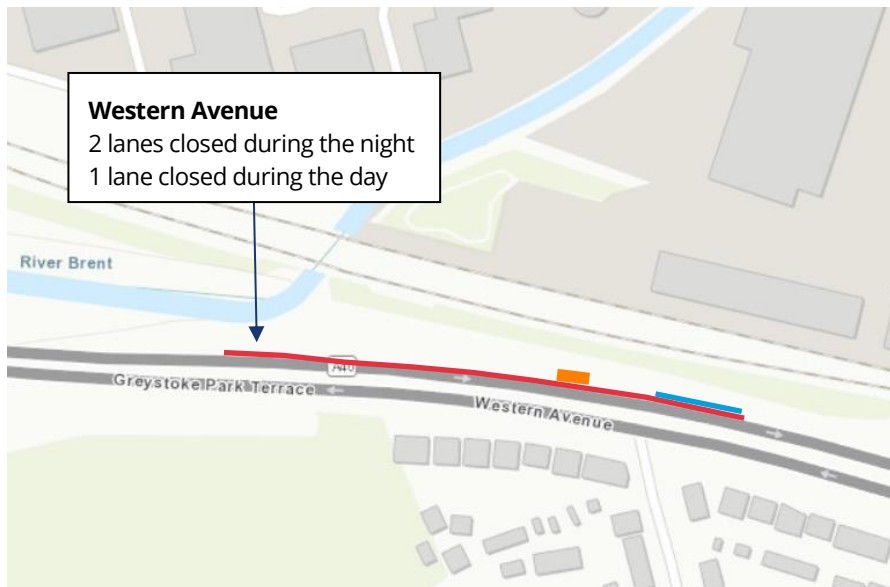 Western Avenue
2 lanes closed during the night
1 lane closed during the day
River Brent
A40
Greystoke Park Terrace
Western Avenue